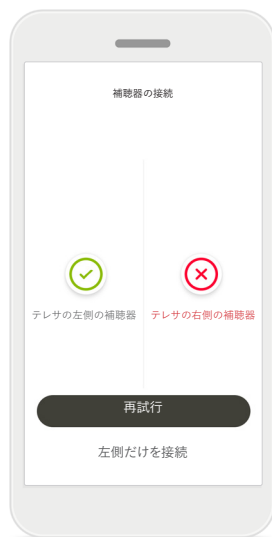 補聴器の接続
テレサの左側の補聴器
テレサの右側の補聴器
再試行
左側だけを接続